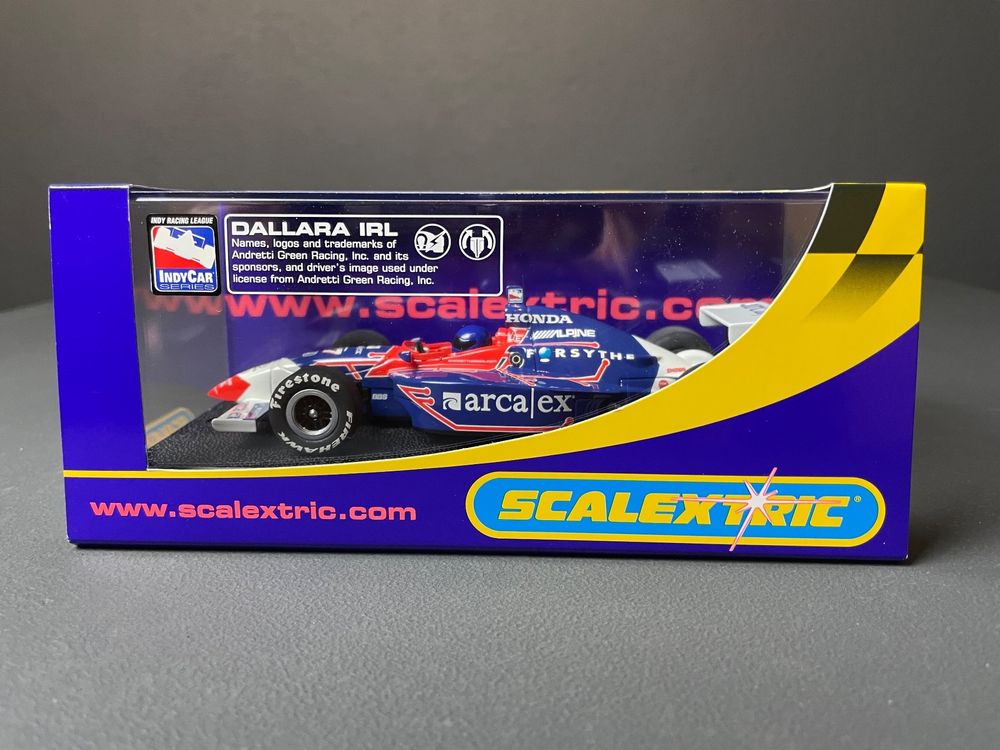 INDY RACING LEAGUE
INDYCAR
SERIES
DALLARA IRL
Names, logos and trademarks of
Andretti Green Racing, Inc. and its
sponsors, and driver's image used under
license from Andretti Green Racing, Inc.
www.scalextric.com
HONDA
ALPINE
FORSYTHE
Firestone
FIREHAWK
BBS
arca ex
www.scalextric.com
SCALEXTRIC®